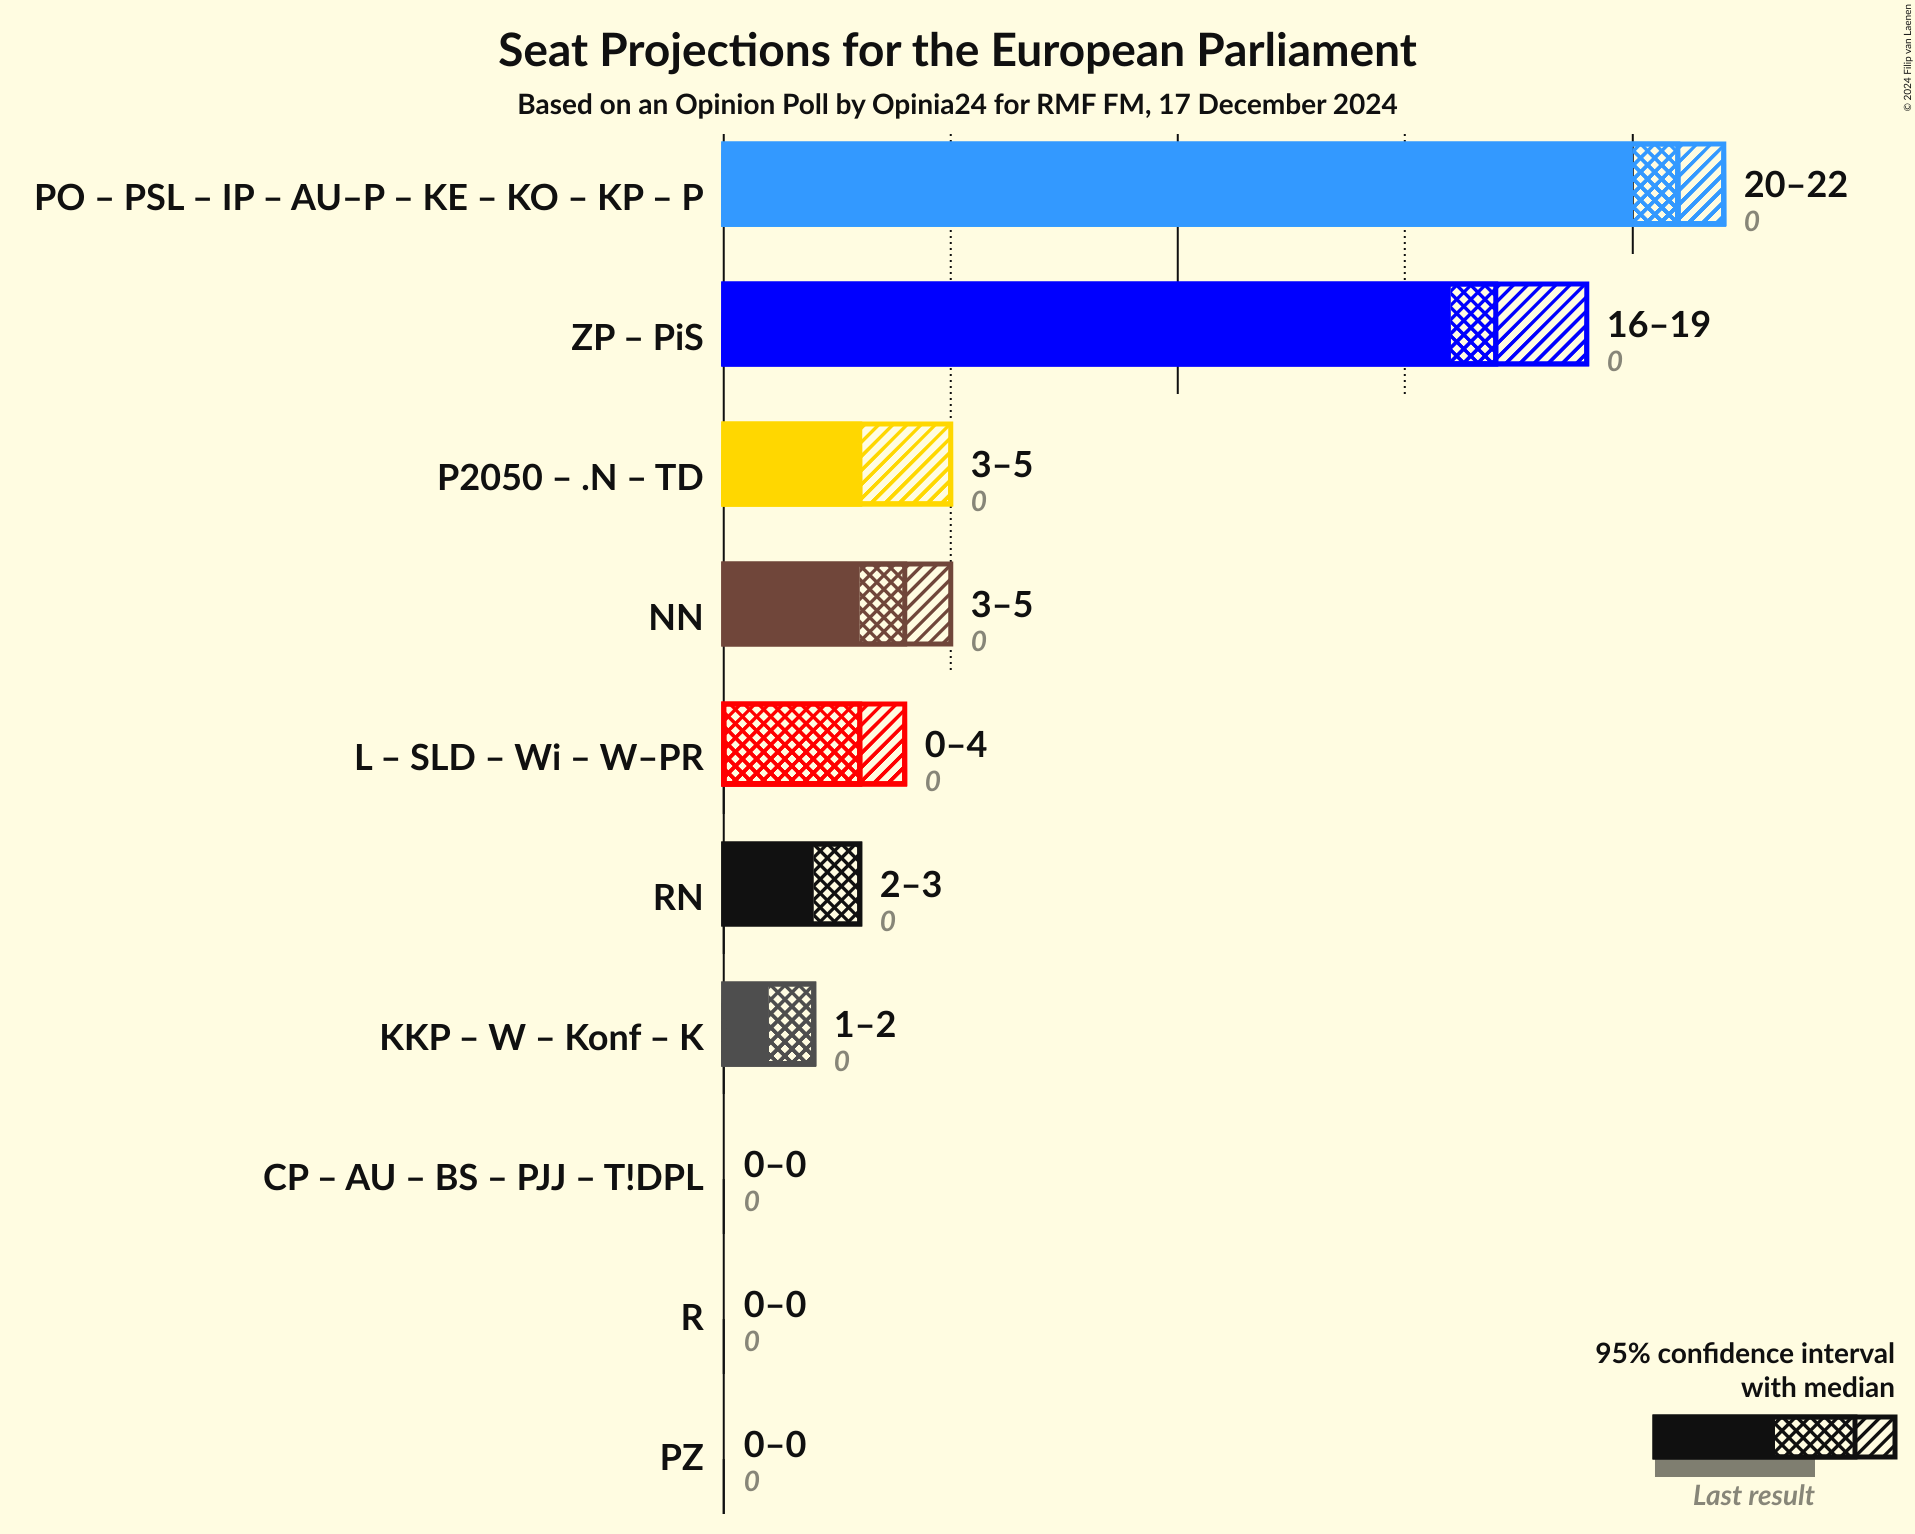 Seat Projections for the European Parliament
Based on an Opinion Poll by Opinia24 for RMF FM, 17 December 2024
© 2024 Filip van Laenen
PO – PSL – IP – AU–P – KE – KO – KP – P
20–22
0
ZP – PiS
16–19
0
P2050 – .N – TD
3–5
0
NN
3–5
0
L – SLD – Wi – W–PR
0–4
0
RN
2–3
0
KKP – W – Konf – K
1–2
0
CP – AU – BS – PJJ – T!DPL
0–0
0
R
0–0
0
PZ
0–0
0
95% confidence interval
with median
Last result